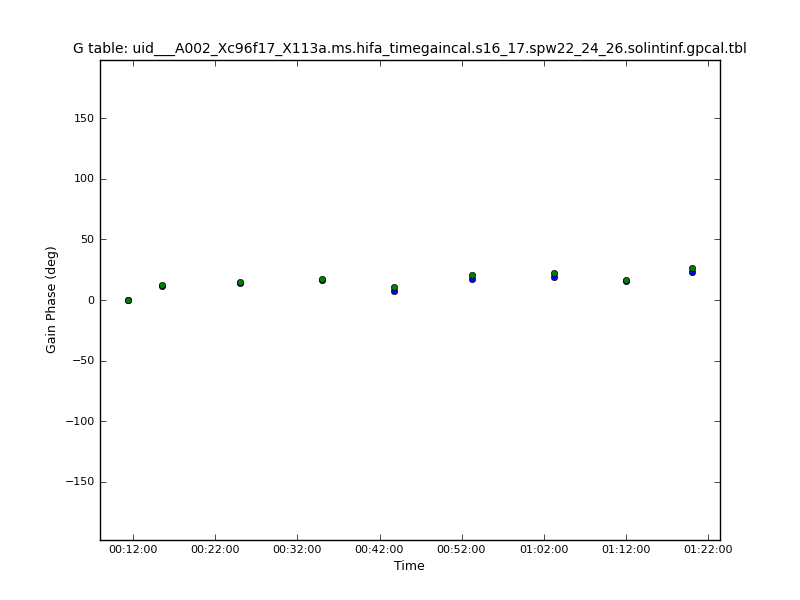 G table: uid___A002_Xc96f17_X113a.ms.hifa_timegaincal.s16_17.spw22_24_26.solintinf.gpcal.tbl
150
100
50
0
−50
−100
−150
Gain Phase (deg)
00:12:00 00:22:00 00:32:00 00:42:00 00:52:00 01:02:00 01:12:00 01:22:00
Time